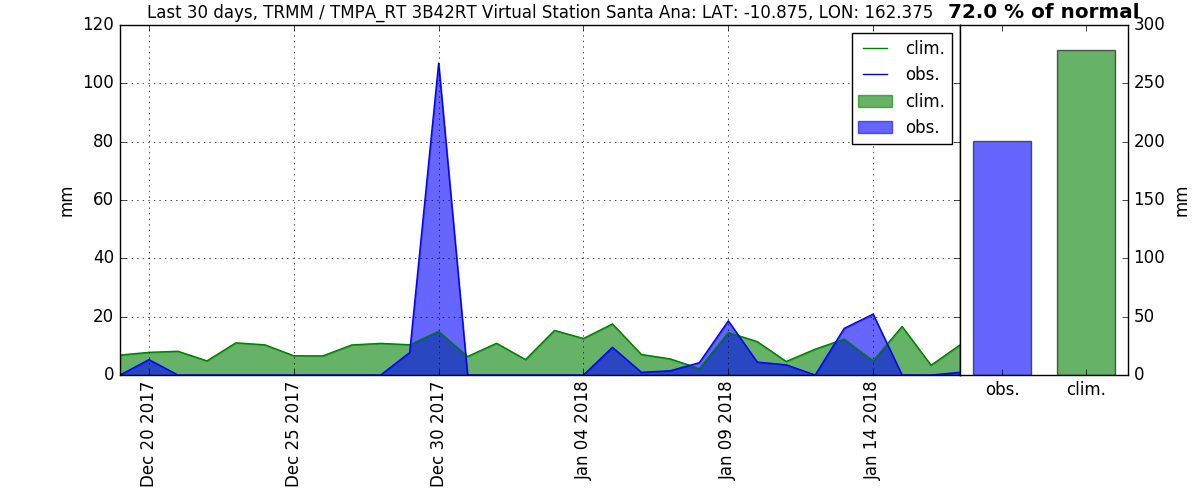 Last 30 days, TRMM / TMPA_RT 3B42RT Virtual Station Santa Ana: LAT: -10.875, LON: 162.375
72.0 % of normal
120
100
80
60
40
20
0
mm
clim.
obs.
clim.
obs.
Dec 20 2017
Dec 25 2017
Dec 30 2017
Jan 04 2018
Jan 09 2018
Jan 14 2018
300
250
200
150
100
50
0
mm
obs.
clim.